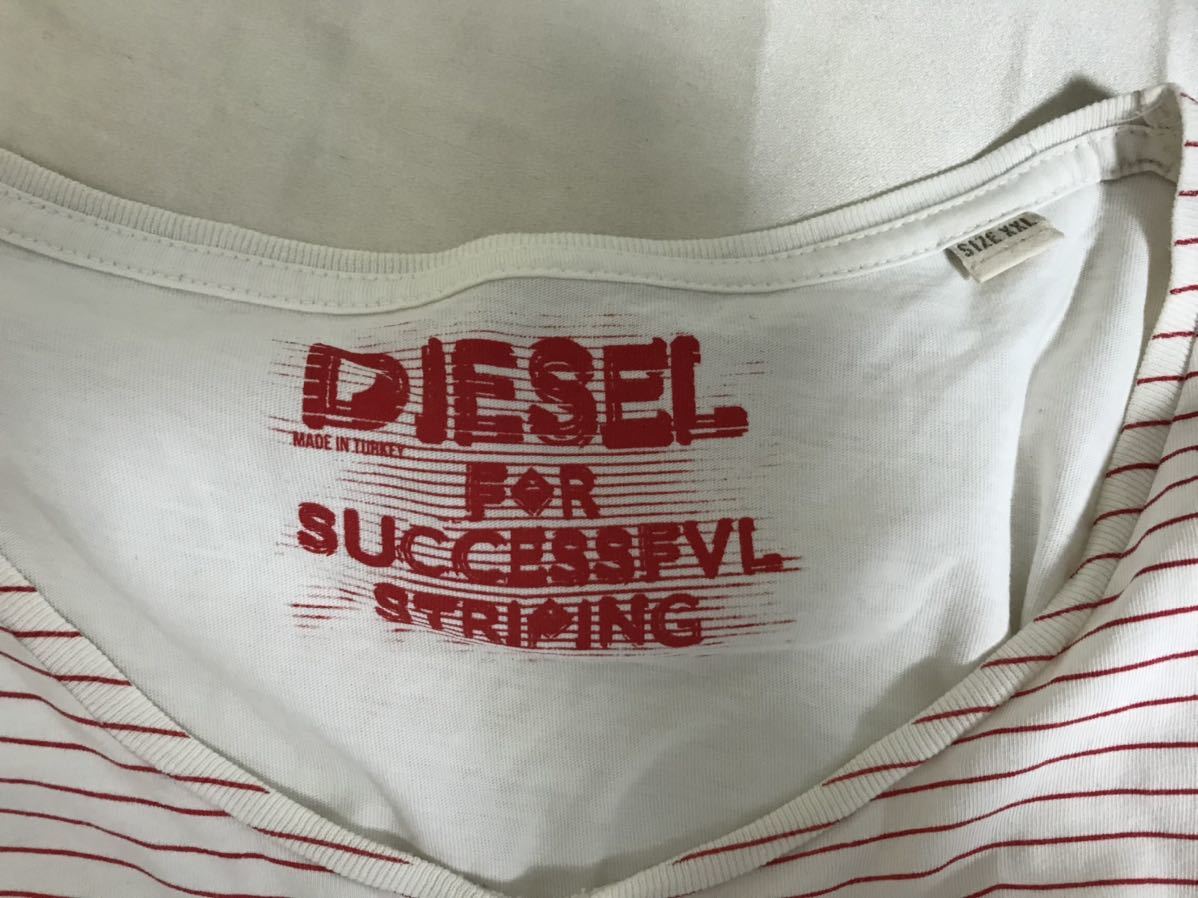 SIZE XXL
DIESEL
MADE IN TURKEY
FOR
SUCCESSFVL
STRIPING